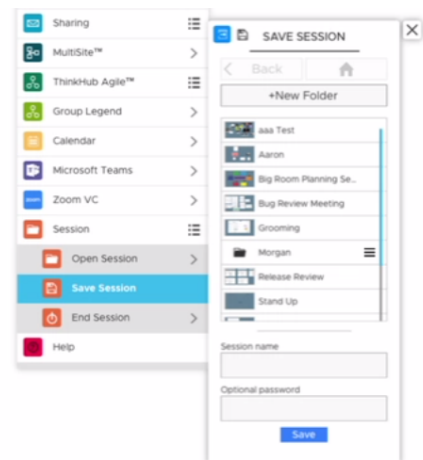 Sharing
MultiSite™
ThinkHub Agile™
Group Legend
Calendar
Microsoft Teams
Zoom VC
Session
Open Session
Save Session
End Session
Help
SAVE SESSION
Back
+New Folder
aaa Test
Aaron
Big Room Planning Se..
Bug Review Meeting
Grooming
Morgan
Release Review
Stand Up
Session name
Optional password
Save